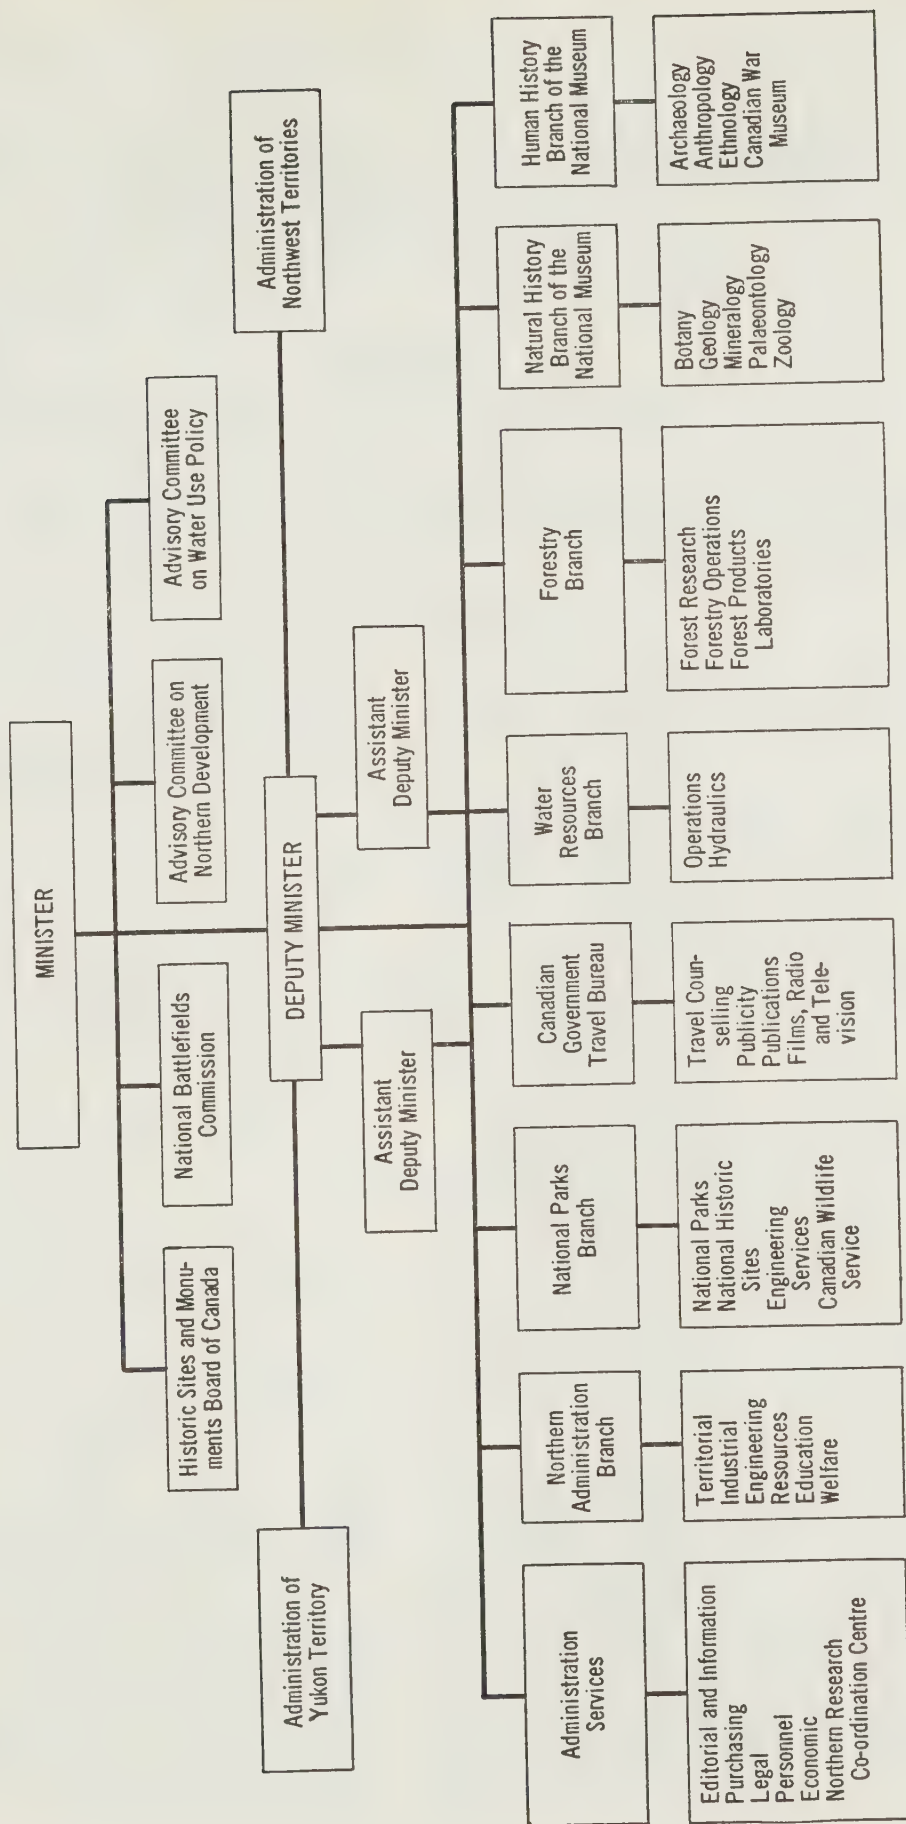 MINISTER
Historic Sites and Monu-
ments Board of Canada
National Battlefields
Commission
Advisory Committee on
Northern Development
Advisory Committee
on Water Use Policy
Administration of
Yukon Territory
DEPUTY MINISTER
Administration of
Northwest Territories
Assistant
Deputy Minister
Assistant
Deputy Minister
Administration
Services
Northern
Administration
Branch
National Parks
Branch
Canadian
Government
Travel Bureau
Water
Resources
Branch
Forestry
Branch
Natural History
Branch of the
National Museum
Human History
Branch of the
National Museum
Editorial and Information
Purchasing
Legal
Personnel
Economic
Northern Research
Co-ordination Centre
Territorial
Industrial
Engineering
Resources
Education
Welfare
National Parks
National Historic
Sites
Engineering
Services
Canadian Wildlife
Service
Travel Coun-
selling
Publicity
Publications
Films, Radio
and Tele-
vision
Operations
Hydraulics
Forest Research
Forestry Operations
Forest Products
Laboratories
Botany
Geology
Mineralogy
Palaeontology
Zoology
Archaeology
Anthropology
Ethnology
Canadian War
Museum